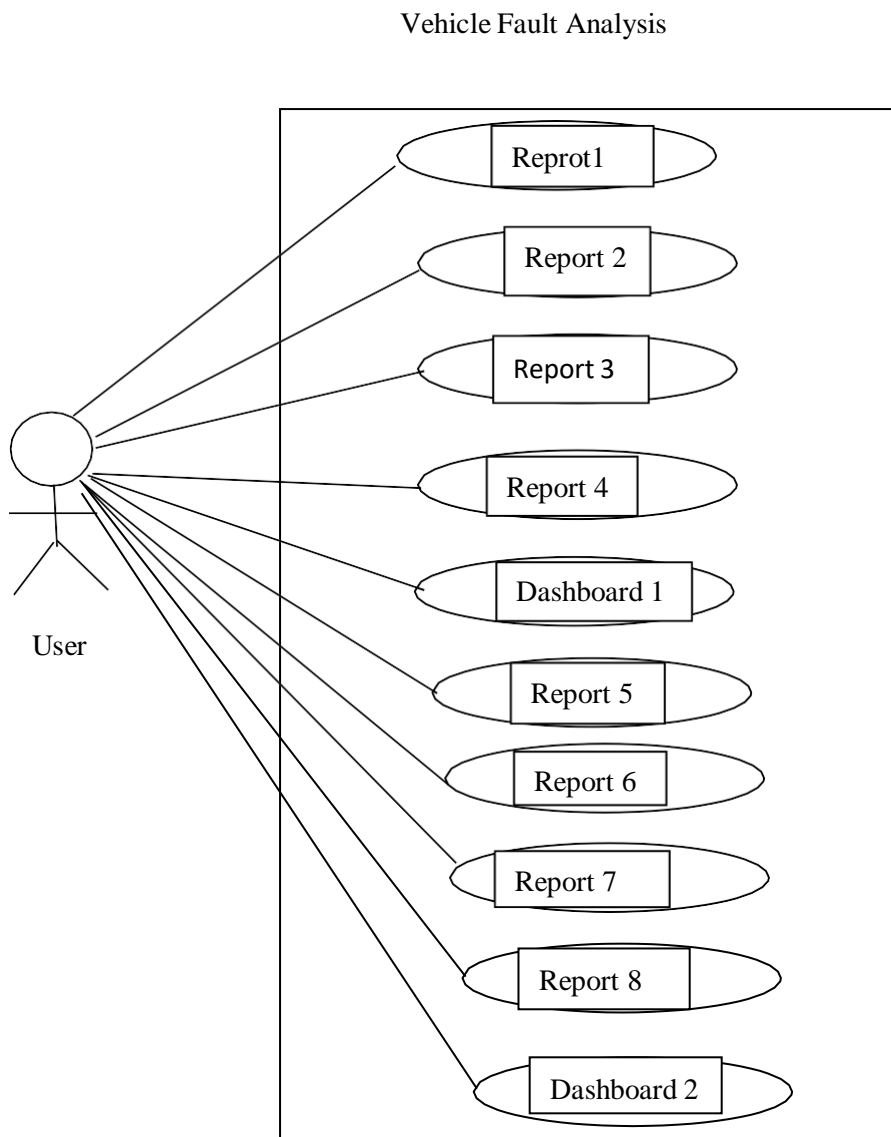 Vehicle Fault Analysis
Reprot1
Report 2
Report 3
Report 4
Dashboard 1
User
Report 5
Report 6
Report 7
Report 8
Dashboard 2